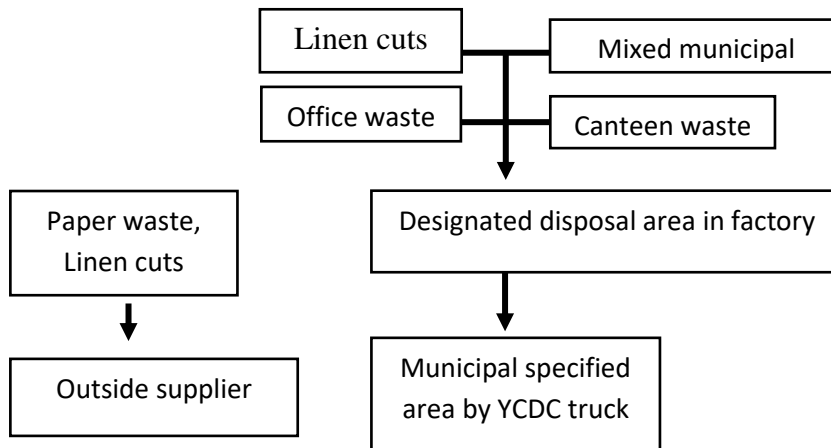 Linen cuts
Mixed municipal
Office waste
Canteen waste
Paper waste,
Linen cuts
Designated disposal area in factory
Outside supplier
Municipal specified
area by YCDC truck